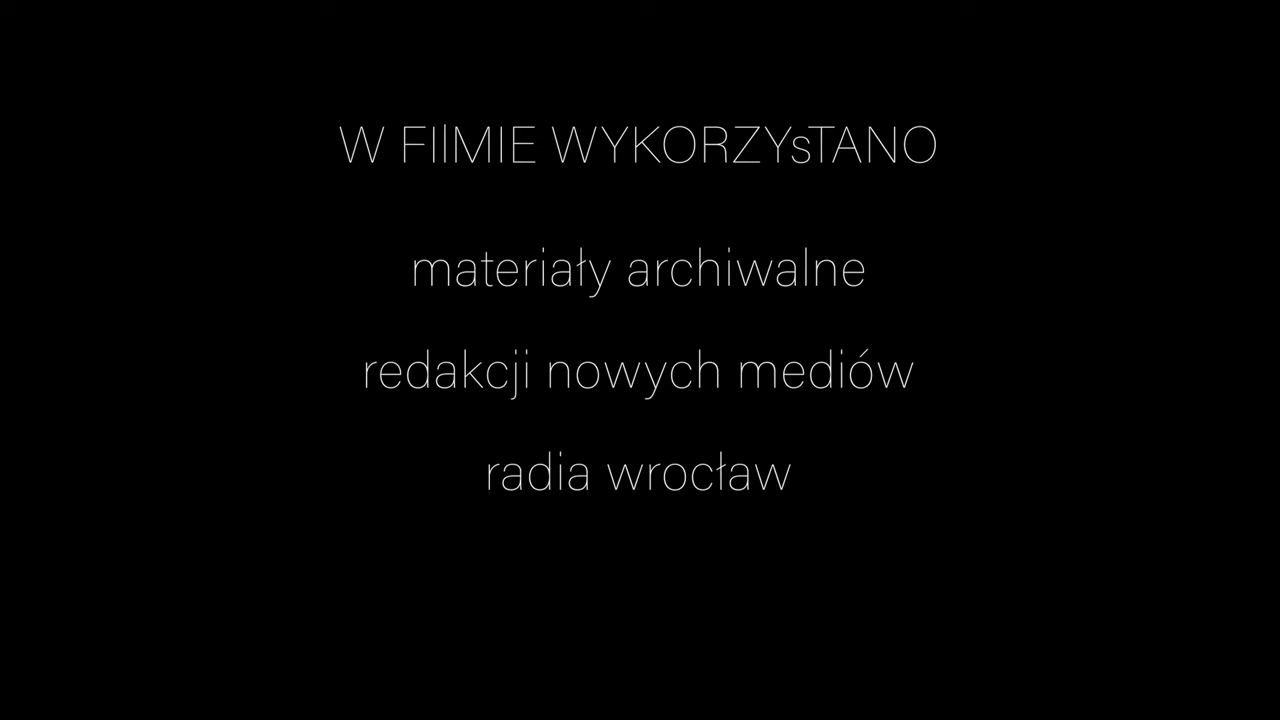 W FIlMIE WYKORZYsTANO
materiały archiwalne
redakcji nowych mediów
radia wrocław